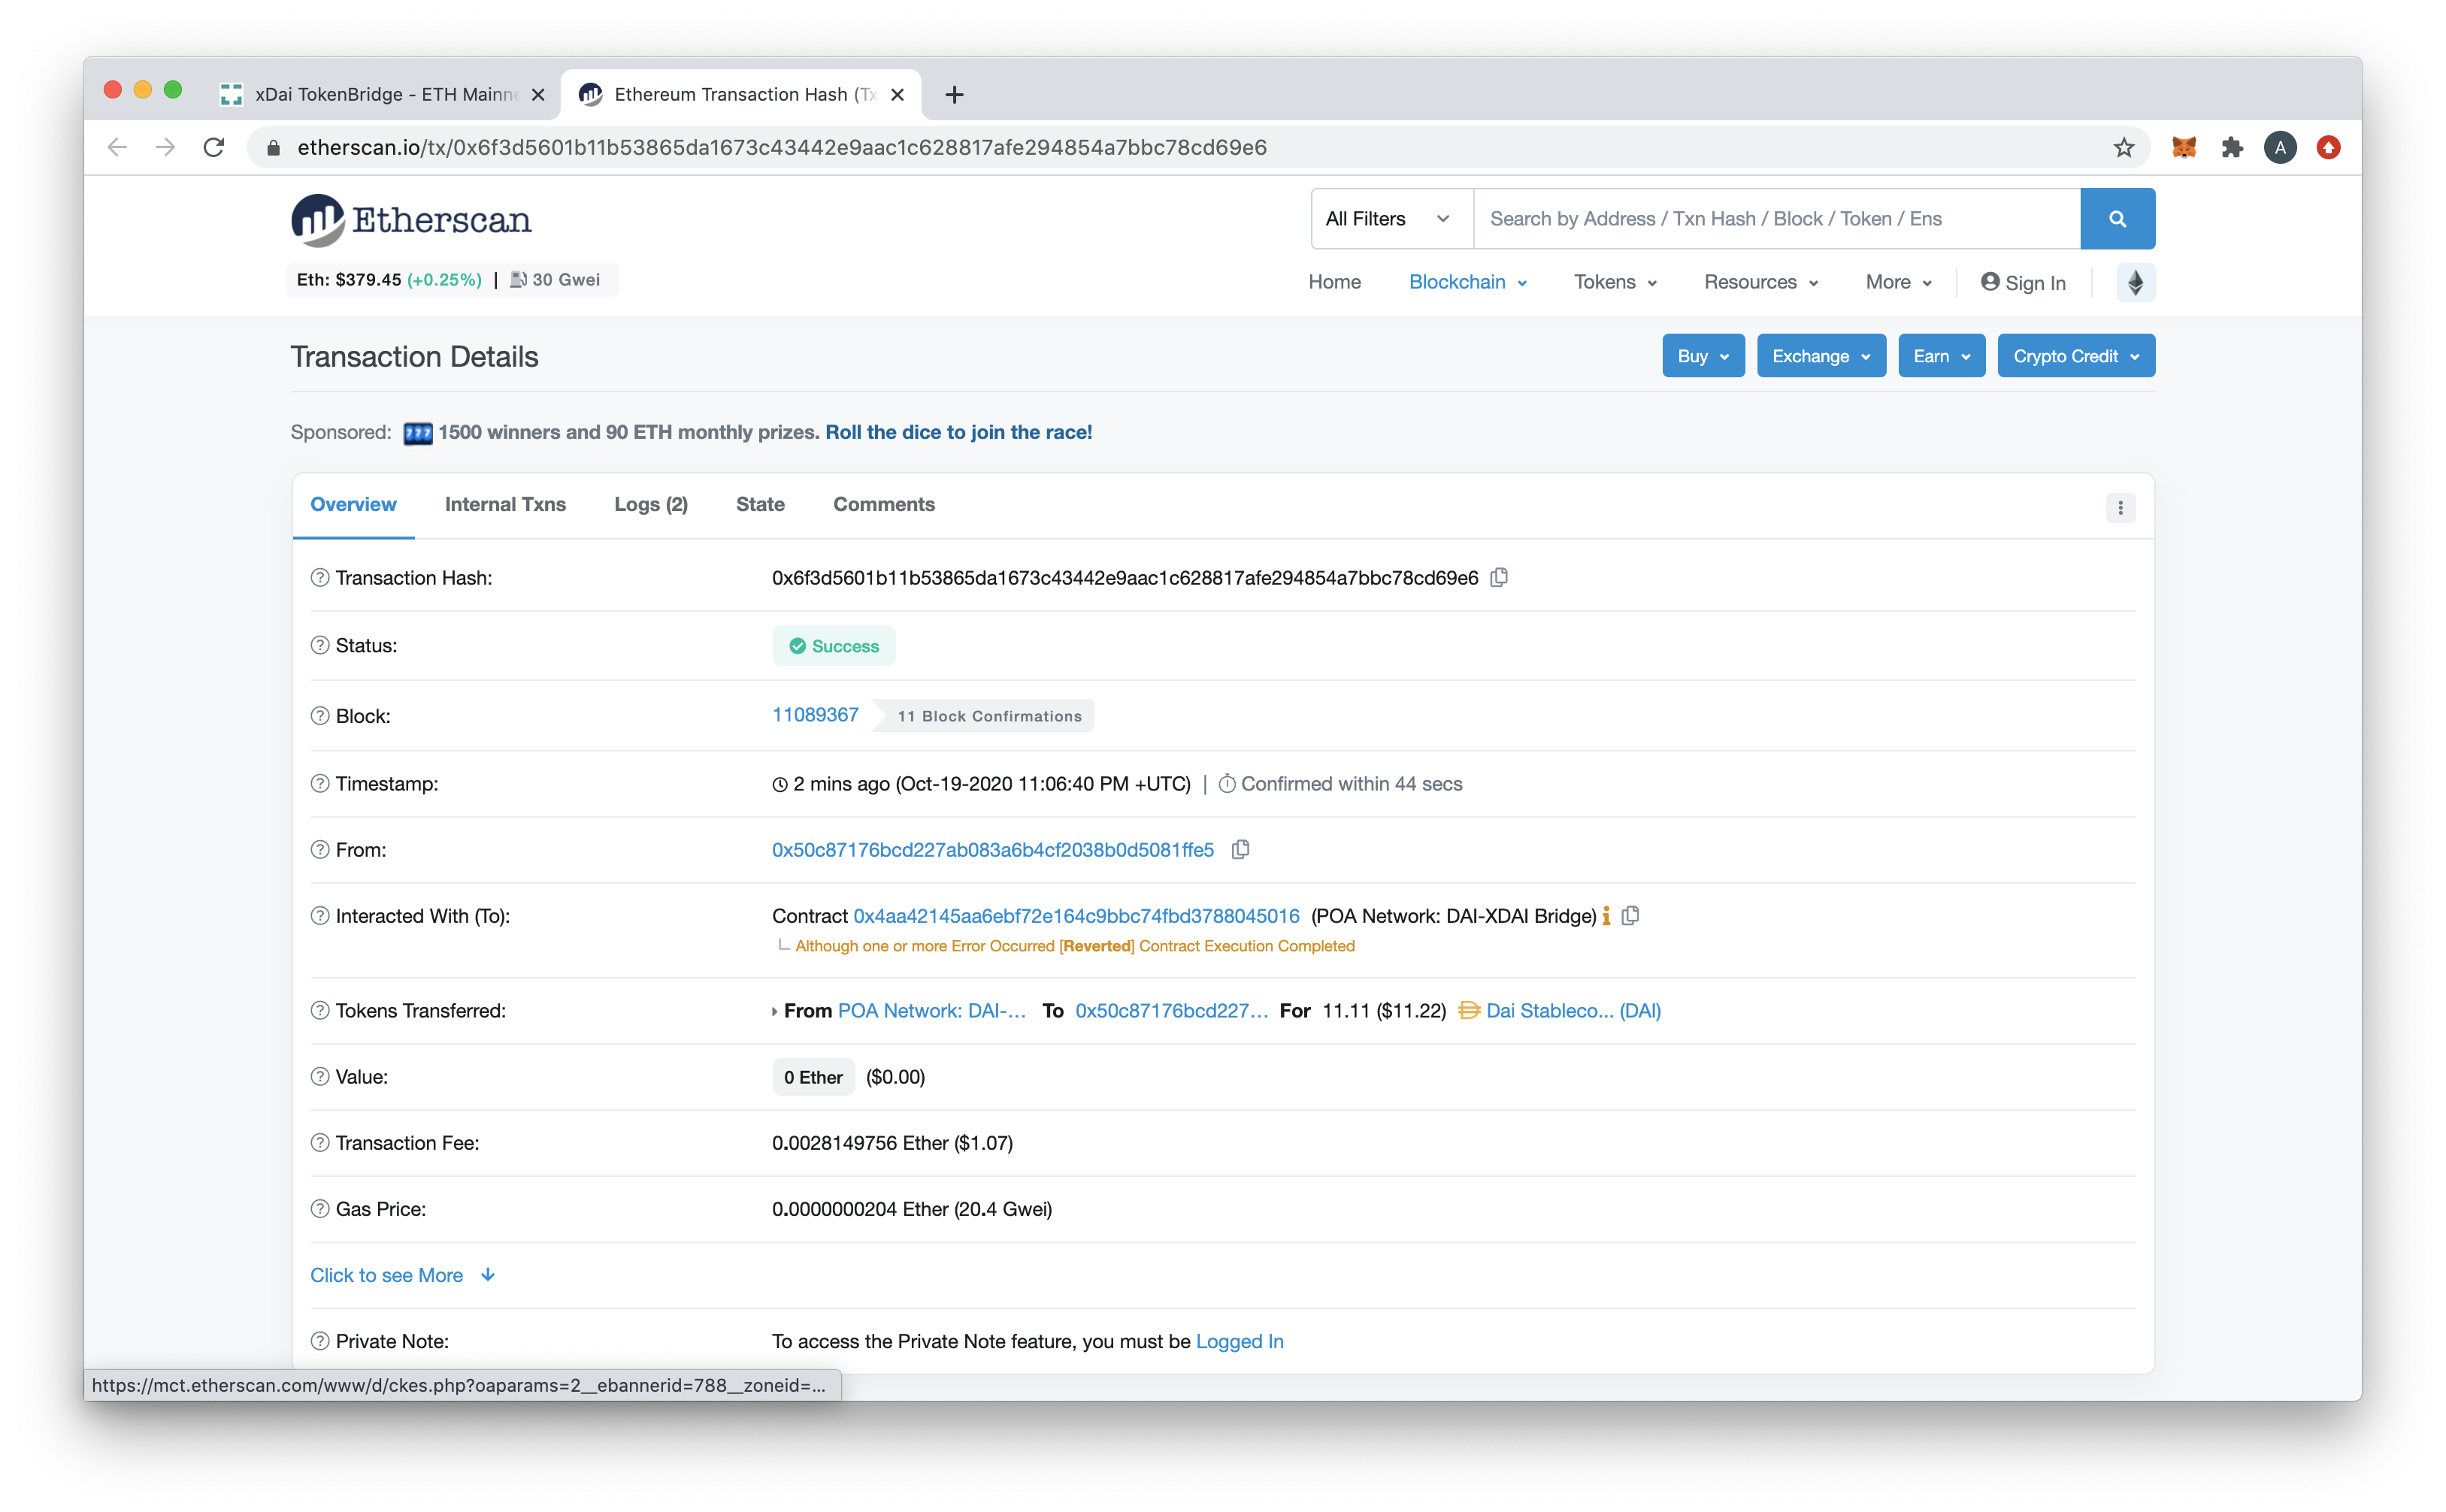 xDai TokenBridge - ETH Mainne
Ethereum Transaction Hash (Tx
etherscan.io/tx/0x6f3d5601b11b53865da1673c43442e9aac1c628817afe294854a7bbc78cd69e6
A
Etherscan
All Filters
Search by Address / Txn Hash / Block / Token / Ens
Eth: $379.45 (+0.25%) | 30 Gwei
Home Blockchain Tokens Resources More Sign In
Transaction Details
Buy Exchange Earn Crypto Credit
Sponsored: 777 1500 winners and 90 ETH monthly prizes. Roll the dice to join the race!
Overview Internal Txns Logs (2) State Comments
Transaction Hash: 0x6f3d5601b11b53865da1673c43442e9aac1c628817afe294854a7bbc78cd69e6
Status: Success
Block: 11089367 11 Block Confirmations
Timestamp: 2 mins ago (Oct-19-2020 11:06:40 PM +UTC) | Confirmed within 44 secs
From: 0x50c87176bcd227ab083a6b4cf2038b0d5081ffe5
Interacted With (To): Contract 0x4aa42145aa6ebf72e164c9bbc74fbd3788045016 (POA Network: DAI-XDAI Bridge)
Although one or more Error Occurred [Reverted] Contract Execution Completed
Tokens Transferred: From POA Network: DAI-... To 0x50c87176bcd227... For 11.11 ($11.22) Dai Stableco... (DAI)
Value: 0 Ether ($0.00)
Transaction Fee: 0.0028149756 Ether ($1.07)
Gas Price: 0.0000000204 Ether (20.4 Gwei)
Click to see More
Private Note: To access the Private Note feature, you must be Logged In
https://mct.etherscan.com/www/d/ckes.php?oaparams=2__ebannerid=788__zoneid=...